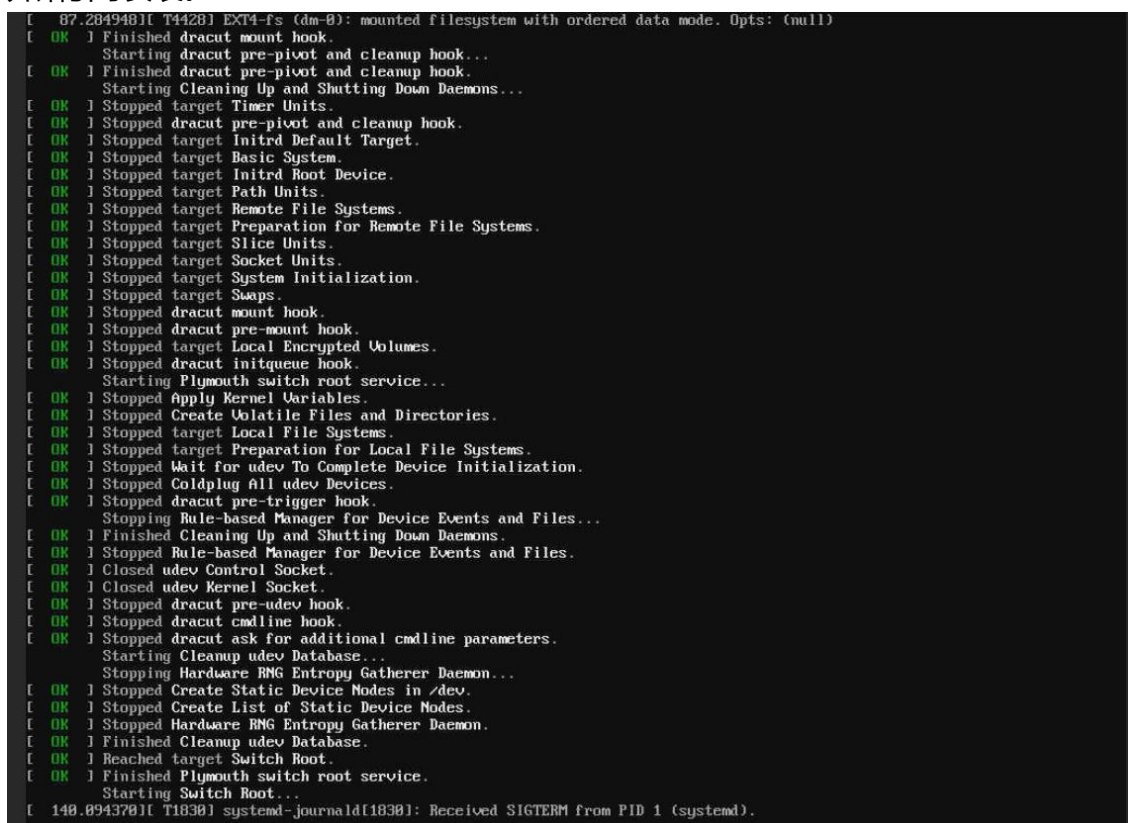 [   87.284948][ T4428] EXT4-fs (dm-0): mounted filesystem with ordered data mode. Opts: (null)
[  OK  ] Finished dracut mount hook.
         Starting dracut pre-pivot and cleanup hook...
[  OK  ] Finished dracut pre-pivot and cleanup hook.
         Starting Cleaning Up and Shutting Down Daemons...
[  OK  ] Stopped target Timer Units.
[  OK  ] Stopped dracut pre-pivot and cleanup hook.
[  OK  ] Stopped target Initrd Default Target.
[  OK  ] Stopped target Basic System.
[  OK  ] Stopped target Initrd Root Device.
[  OK  ] Stopped target Path Units.
[  OK  ] Stopped target Remote File Systems.
[  OK  ] Stopped target Preparation for Remote File Systems.
[  OK  ] Stopped target Slice Units.
[  OK  ] Stopped target Socket Units.
[  OK  ] Stopped target System Initialization.
[  OK  ] Stopped target Swaps.
[  OK  ] Stopped dracut mount hook.
[  OK  ] Stopped dracut pre-mount hook.
[  OK  ] Stopped target Local Encrypted Volumes.
[  OK  ] Stopped dracut initqueue hook.
         Starting Plymouth switch root service...
[  OK  ] Stopped Apply Kernel Variables.
[  OK  ] Stopped Create Volatile Files and Directories.
[  OK  ] Stopped target Local File Systems.
[  OK  ] Stopped target Preparation for Local File Systems.
[  OK  ] Stopped Wait for udev To Complete Device Initialization.
[  OK  ] Stopped Coldplug All udev Devices.
[  OK  ] Stopped dracut pre-trigger hook.
         Stopping Rule-based Manager for Device Events and Files...
[  OK  ] Finished Cleaning Up and Shutting Down Daemons.
[  OK  ] Stopped Rule-based Manager for Device Events and Files.
[  OK  ] Closed udev Control Socket.
[  OK  ] Closed udev Kernel Socket.
[  OK  ] Stopped dracut pre-udev hook.
[  OK  ] Stopped dracut cmdline hook.
[  OK  ] Stopped dracut ask for additional cmdline parameters.
         Starting Cleanup udev Database...
         Stopping Hardware RNG Entropy Gatherer Daemon...
[  OK  ] Stopped Create Static Device Nodes in /dev.
[  OK  ] Stopped Create List of Static Device Nodes.
[  OK  ] Stopped Hardware RNG Entropy Gatherer Daemon.
[  OK  ] Finished Cleanup udev Database.
[  OK  ] Reached target Switch Root.
[  OK  ] Finished Plymouth switch root service.
         Starting Switch Root...
[  140.094370][ T1830] systemd-journald[1830]: Received SIGTERM from PID 1 (systemd).